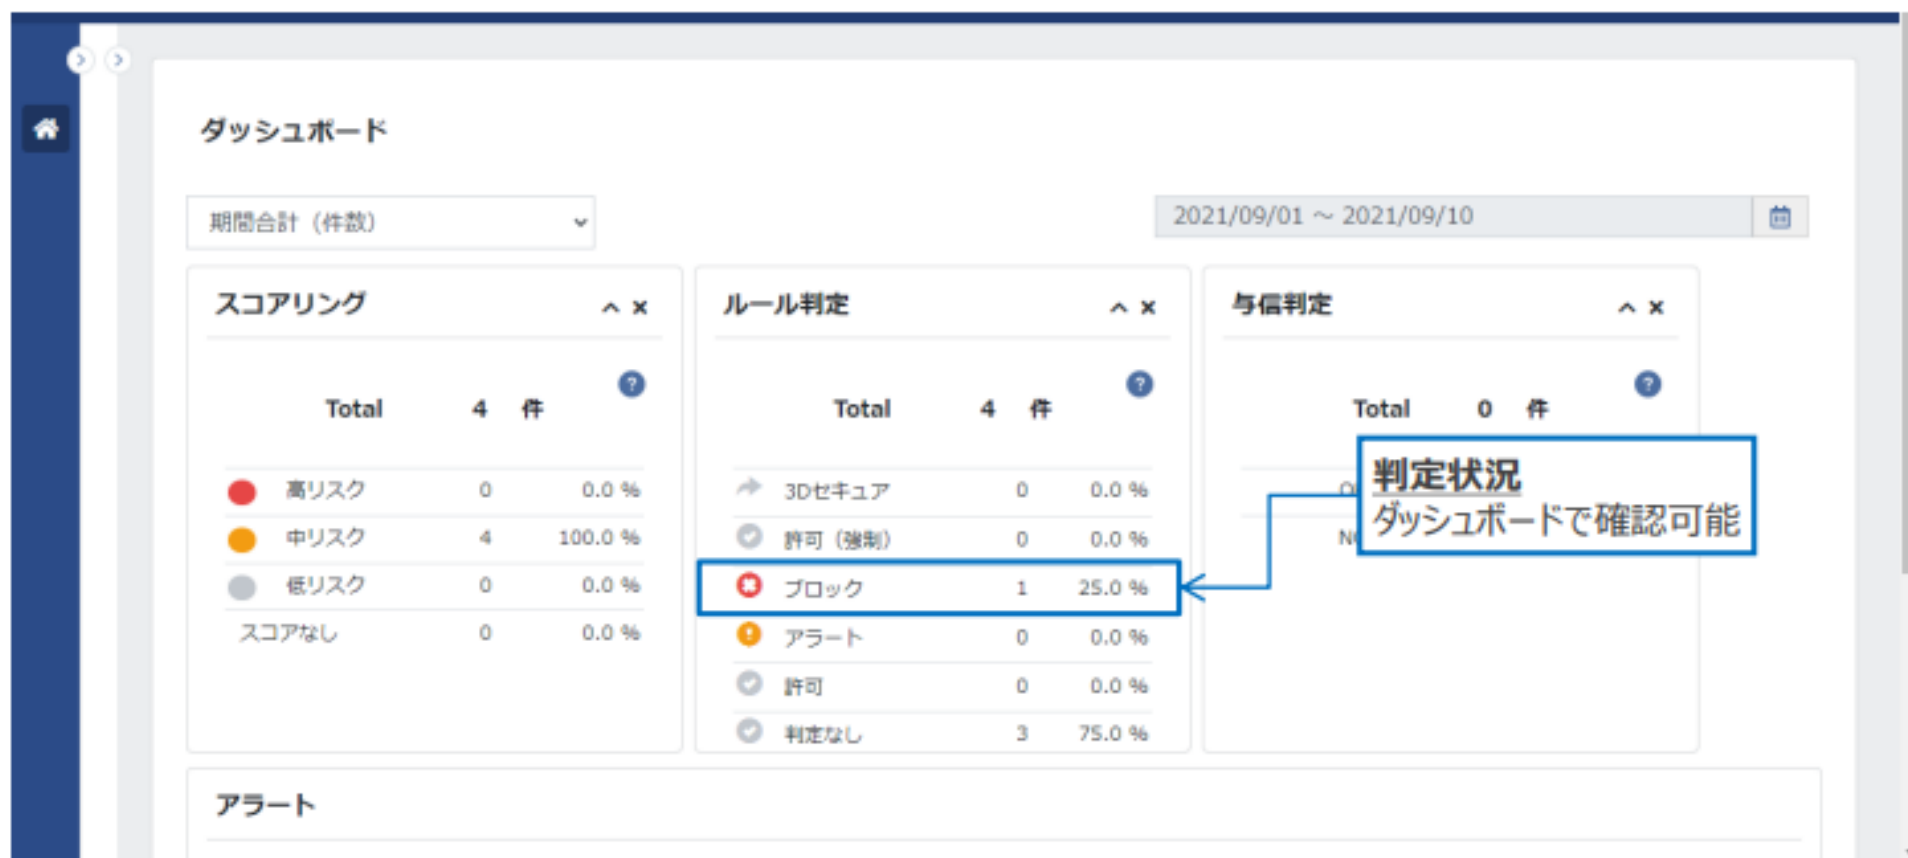 ダッシュボード
期間合計（件数）
2021/09/01 ～ 2021/09/10
スコアリング
Total 4 件
高リスク 0 0.0 %
中リスク 4 100.0 %
低リスク 0 0.0 %
スコアなし 0 0.0 %
ルール判定
Total 4 件
3Dセキュア 0 0.0 %
許可（強制） 0 0.0 %
ブロック 1 25.0 %
アラート 0 0.0 %
許可 0 0.0 %
判定なし 3 75.0 %
与信判定
Total 0 件
判定状況
ダッシュボードで確認可能
アラート